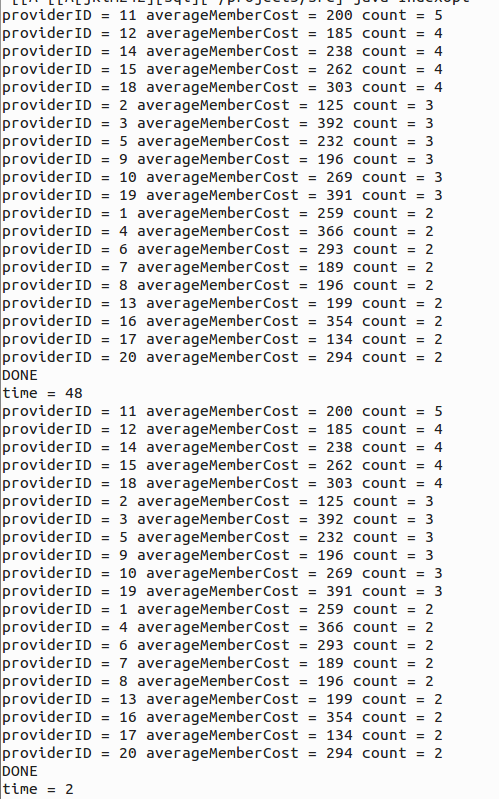 providerID = 11 averageMemberCost = 200 count = 5
providerID = 12 averageMemberCost = 185 count = 4
providerID = 14 averageMemberCost = 238 count = 4
providerID = 15 averageMemberCost = 262 count = 4
providerID = 18 averageMemberCost = 303 count = 4
providerID = 2 averageMemberCost = 125 count = 3
providerID = 3 averageMemberCost = 392 count = 3
providerID = 5 averageMemberCost = 232 count = 3
providerID = 9 averageMemberCost = 196 count = 3
providerID = 10 averageMemberCost = 269 count = 3
providerID = 19 averageMemberCost = 391 count = 3
providerID = 1 averageMemberCost = 259 count = 2
providerID = 4 averageMemberCost = 366 count = 2
providerID = 6 averageMemberCost = 293 count = 2
providerID = 7 averageMemberCost = 189 count = 2
providerID = 8 averageMemberCost = 196 count = 2
providerID = 13 averageMemberCost = 199 count = 2
providerID = 16 averageMemberCost = 354 count = 2
providerID = 17 averageMemberCost = 134 count = 2
providerID = 20 averageMemberCost = 294 count = 2
DONE
time = 48
providerID = 11 averageMemberCost = 200 count = 5
providerID = 12 averageMemberCost = 185 count = 4
providerID = 14 averageMemberCost = 238 count = 4
providerID = 15 averageMemberCost = 262 count = 4
providerID = 18 averageMemberCost = 303 count = 4
providerID = 2 averageMemberCost = 125 count = 3
providerID = 3 averageMemberCost = 392 count = 3
providerID = 5 averageMemberCost = 232 count = 3
providerID = 9 averageMemberCost = 196 count = 3
providerID = 10 averageMemberCost = 269 count = 3
providerID = 19 averageMemberCost = 391 count = 3
providerID = 1 averageMemberCost = 259 count = 2
providerID = 4 averageMemberCost = 366 count = 2
providerID = 6 averageMemberCost = 293 count = 2
providerID = 7 averageMemberCost = 189 count = 2
providerID = 8 averageMemberCost = 196 count = 2
providerID = 13 averageMemberCost = 199 count = 2
providerID = 16 averageMemberCost = 354 count = 2
providerID = 17 averageMemberCost = 134 count = 2
providerID = 20 averageMemberCost = 294 count = 2
DONE
time = 2